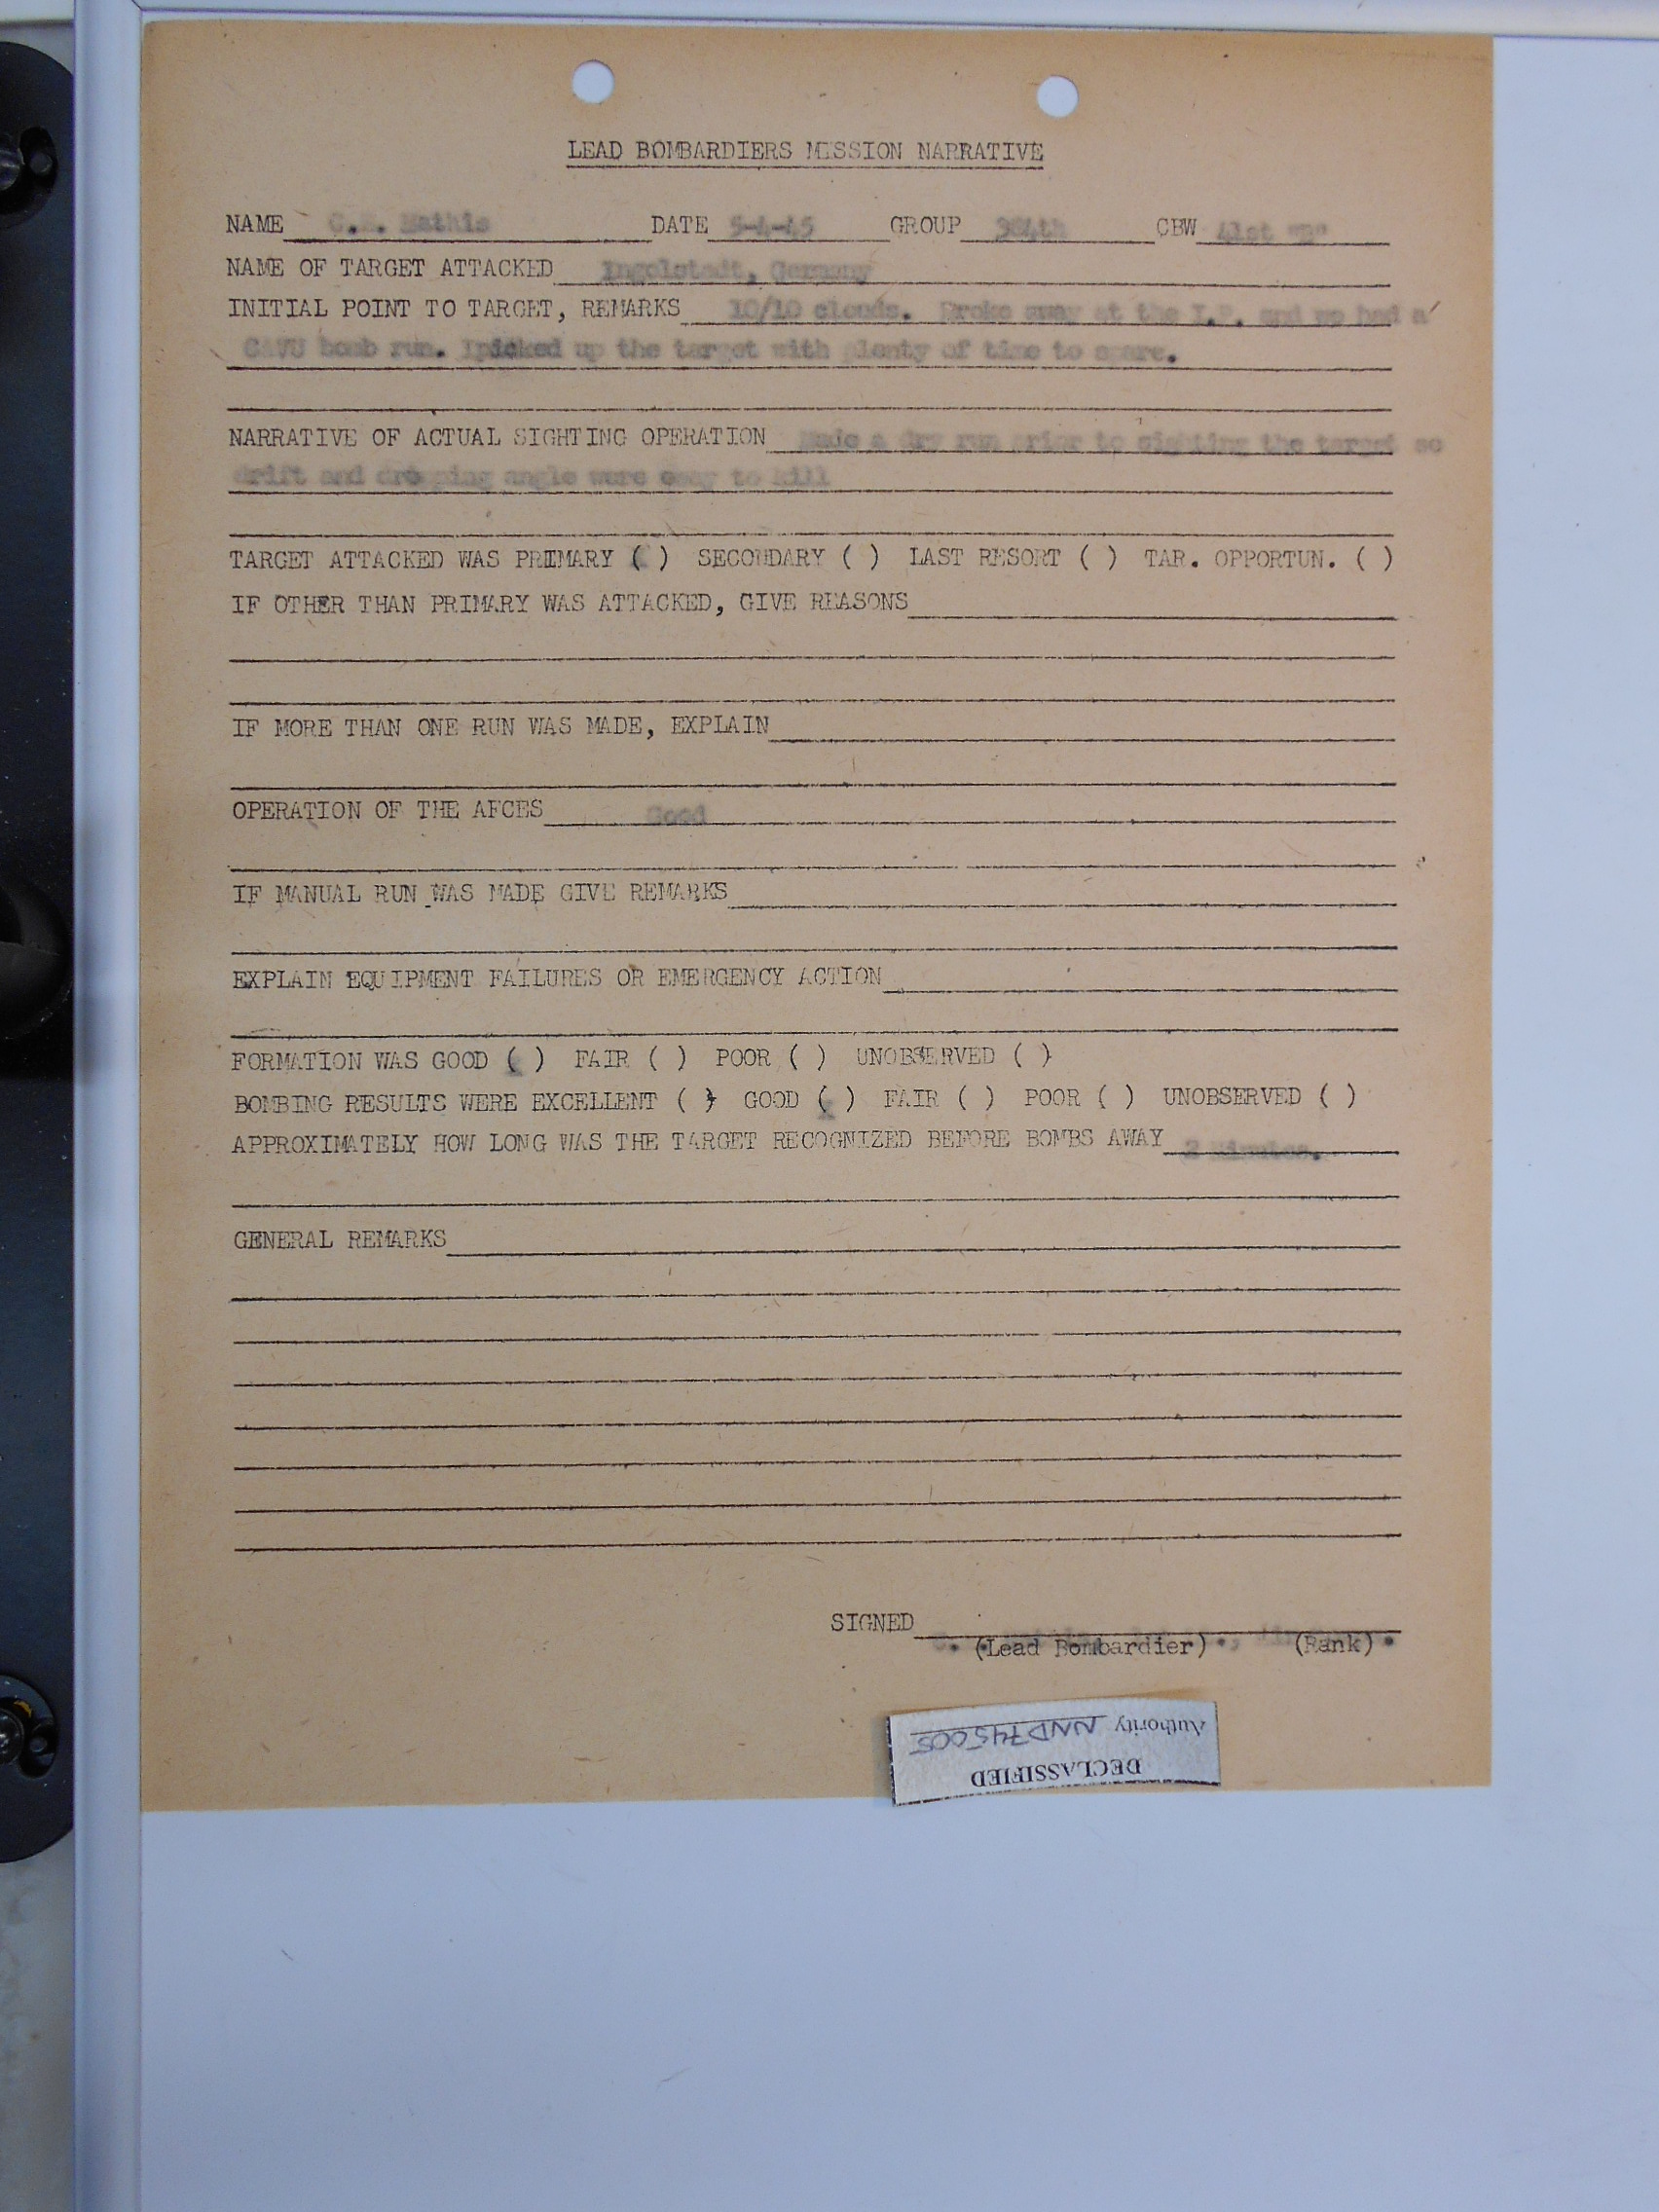 LEAD BOMBARDIERS MISSION NARRATIVE
NAME Mathis DATE 5-4-45 GROUP 384th CBW 41st "B"
NAME OF TARGET ATTACKED Ingolstadt, Germany
INITIAL POINT TO TARGET, REMARKS 10/10 clouds. Broke away at the I.P. and we had a
CAVU bomb run. Ipicked up the target with plenty of time to spare.
NARRATIVE OF ACTUAL SIGHTING OPERATION Made a dry run prior to sighting the target so
drift and dropping angle were easy to kill
TARGET ATTACKED WAS PRIMARY ( ) SECONDARY ( ) LAST RESORT ( ) TAR. OPPORTUN. ( )
IF OTHER THAN PRIMARY WAS ATTACKED, GIVE REASONS
IF MORE THAN ONE RUN WAS MADE, EXPLAIN
OPERATION OF THE AFCES Good
IF MANUAL RUN WAS MADE GIVE REMARKS
EXPLAIN EQUIPMENT FAILURES OR EMERGENCY ACTION
FORMATION WAS GOOD (x) FAIR ( ) POOR ( ) UNOBSERVED ( )
BOMBING RESULTS WERE EXCELLENT ( ) GOOD (x) FAIR ( ) POOR ( ) UNOBSERVED ( )
APPROXIMATELY HOW LONG WAS THE TARGET RECOGNIZED BEFORE BOMBS AWAY 2 Minutes.
GENERAL REMARKS
SIGNED
(Lead Bombardier) (Rank)
DECLASSIFIED
Authority NND745005